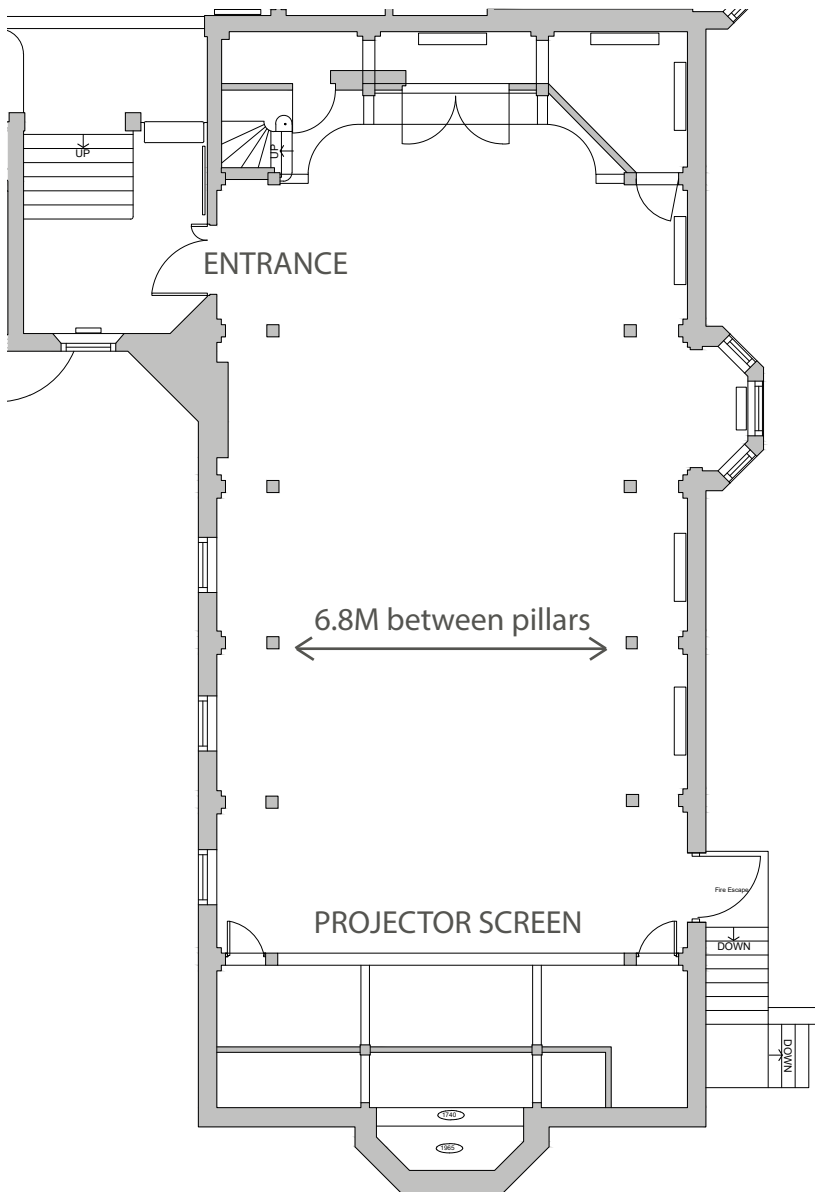 UP
UP
ENTRANCE
6.8M between pillars
Fire Escape
PROJECTOR SCREEN
DOWN
DOWN
1740
1965